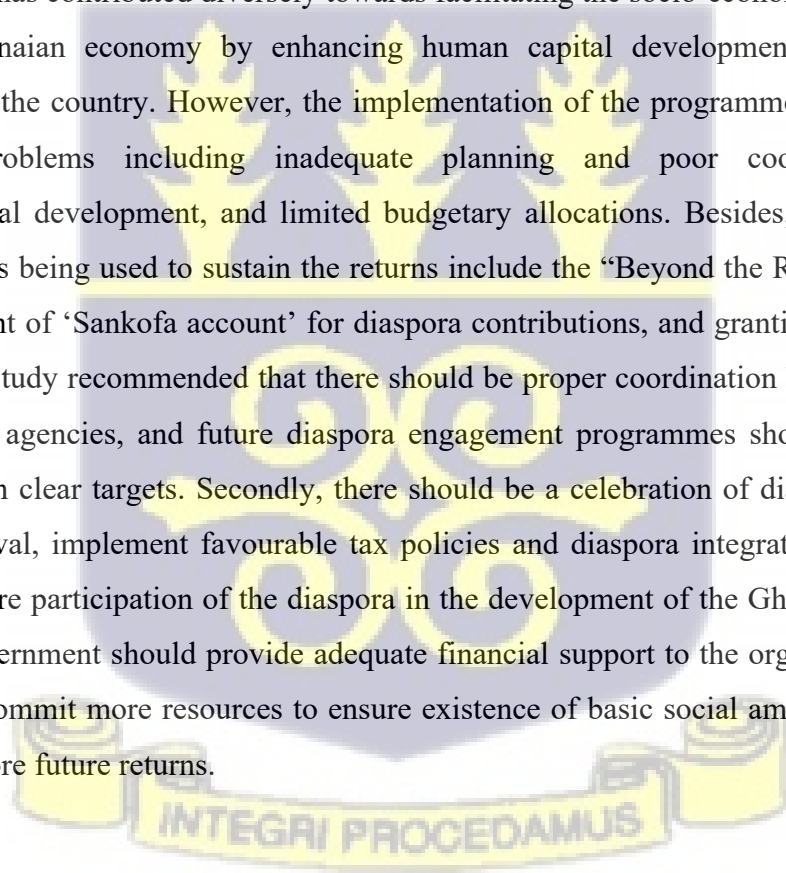 has contributed diversely towards facilitating the socio-econom
naian economy by enhancing human capital developmen
the country. However, the implementation of the programm
roblems including inadequate planning and poor coo
al development, and limited budgetary allocations. Besides,
s being used to sustain the returns include the “Beyond the R
nt of ‘Sankofa account’ for diaspora contributions, and granti
tudy recommended that there should be proper coordination
agencies, and future diaspora engagement programmes sho
n clear targets. Secondly, there should be a celebration of di
val, implement favourable tax policies and diaspora integrat
re participation of the diaspora in the development of the Gh
ernment should provide adequate financial support to the org
ommit more resources to ensure existence of basic social am
re future returns.
INTEGRI PROCEDAMUS